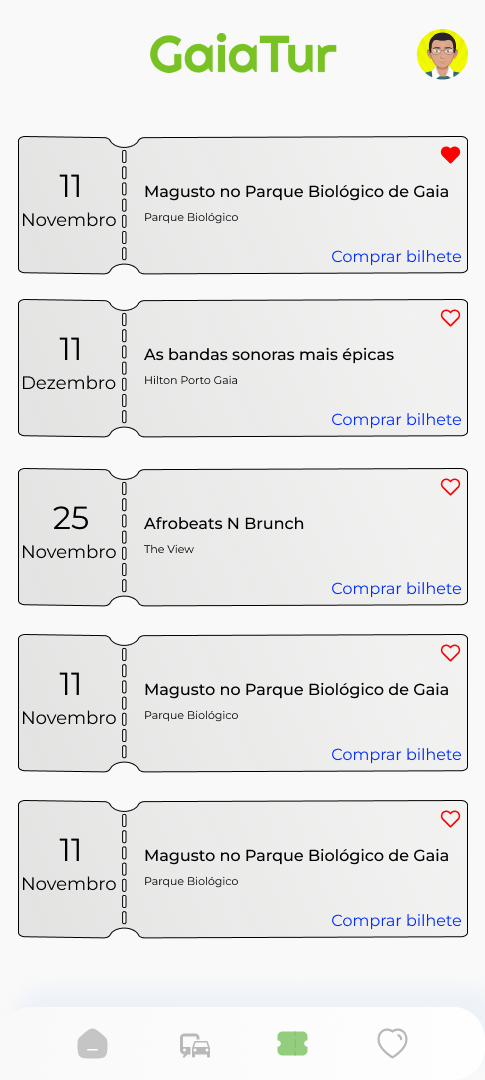 GaiaTur
11
Novembro
Magusto no Parque Biológico de Gaia
Parque Biológico
Comprar bilhete
11
Dezembro
As bandas sonoras mais épicas
Hilton Porto Gaia
Comprar bilhete
25
Novembro
Afrobeats N Brunch
The View
Comprar bilhete
11
Novembro
Magusto no Parque Biológico de Gaia
Parque Biológico
Comprar bilhete
11
Novembro
Magusto no Parque Biológico de Gaia
Parque Biológico
Comprar bilhete